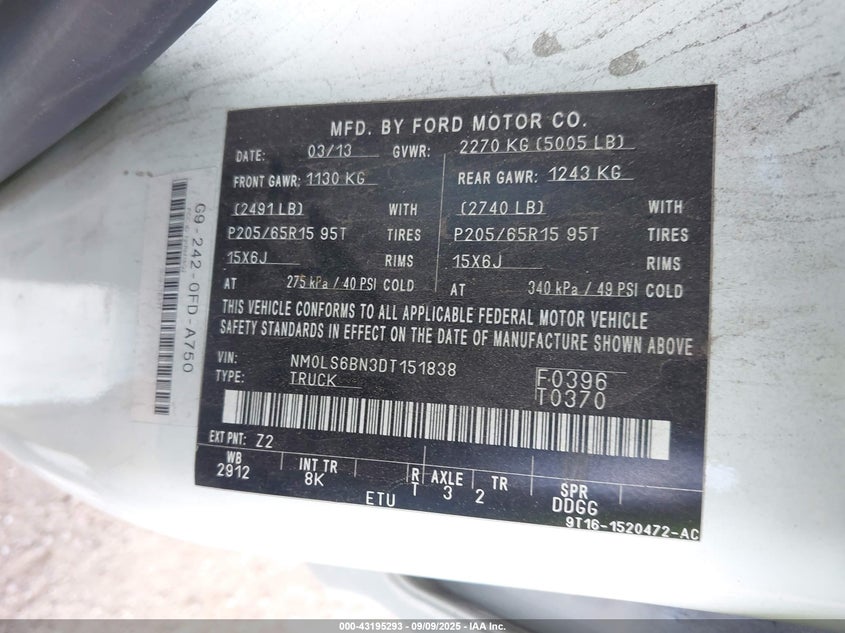 MFD. BY FORD MOTOR CO.
DATE: 03/13 GVWR: 2270 KG (5005 LB)
FRONT GAWR: 1130 KG REAR GAWR: 1243 KG
(2491 LB) WITH (2740 LB) WITH
P205/65R15 95T TIRES P205/65R15 95T TIRES
15X6J RIMS 15X6J RIMS
AT 275 kPa / 40 PSI COLD AT 340 kPa / 49 PSI COLD
THIS VEHICLE CONFORMS TO ALL APPLICABLE FEDERAL MOTOR VEHICLE
SAFETY STANDARDS IN EFFECT ON THE DATE OF MANUFACTURE SHOWN ABOVE
VIN: NM0LS6BN3DT151838 F0396
TYPE: TRUCK T0370
EXT PNT: Z2
WB INT TR R AXLE TR SPR
2912 8K T 3 2 DDGG
ETU
9T16-1520472-AC
G9-242-0FD-A750
000-43195293 - 09/09/2025 - IAA, Inc.